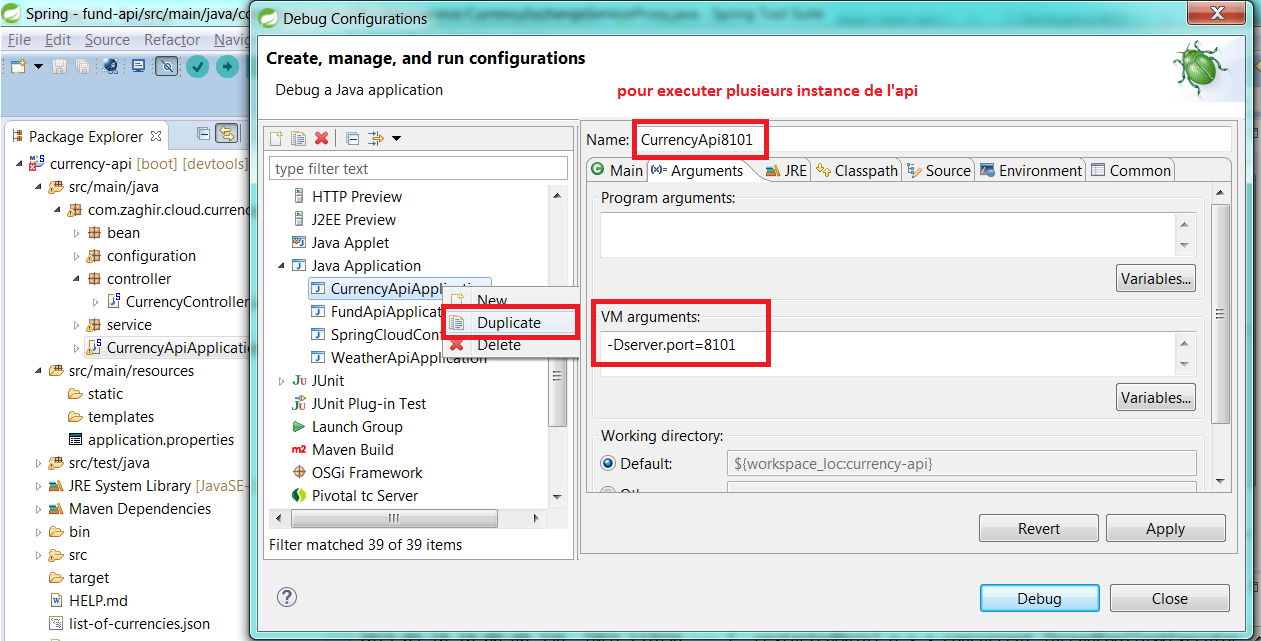 Spring - fund-api/src/main/java/co
File Edit Source Refactor Navig
Package Explorer
currency-api [boot] [devtools]
src/main/java
com.zaghir.cloud.currenc
bean
configuration
controller
CurrencyController
service
CurrencyApiApplicatio
src/main/resources
static
templates
application.properties
src/test/java
JRE System Library [JavaSE-
Maven Dependencies
bin
src
target
HELP.md
list-of-currencies.json
Debug Configurations
Create, manage, and run configurations
Debug a Java application
pour executer plusieurs instance de l'api
type filter text
HTTP Preview
J2EE Preview
Java Applet
Java Application
CurrencyApiApplication
FundApiApplicat
SpringCloudCon
WeatherApiApplication
JUnit
JUnit Plug-in Test
Launch Group
Maven Build
OSGi Framework
Pivotal tc Server
Filter matched 39 of 39 items
New
Duplicate
Delete
Name: CurrencyApi8101
Main (x)= Arguments JRE Classpath Source Environment Common
Program arguments:
Variables...
VM arguments:
-Dserver.port=8101
Variables...
Working directory:
Default: ${workspace_loc:currency-api}
Revert Apply
Debug Close